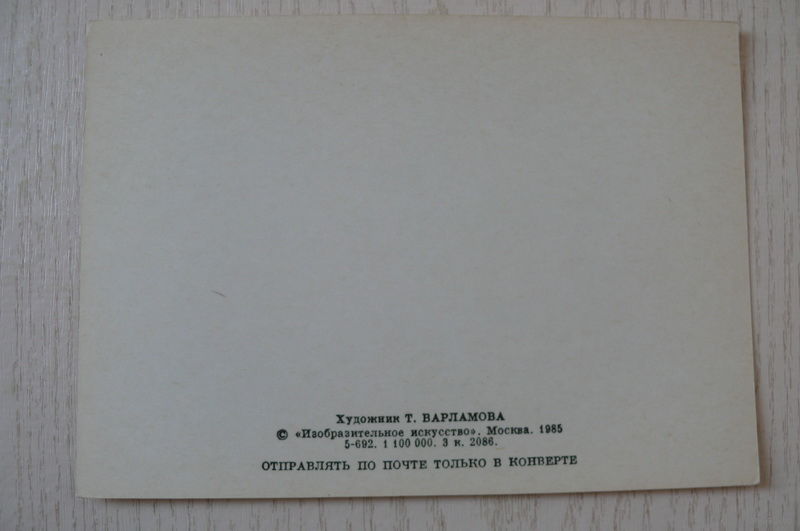 Художник Т. ВАРЛАМОВА
© «Изобразительное искусство». Москва. 1985
5-692. 1 100 000. 3 к. 2086.
ОТПРАВЛЯТЬ ПО ПОЧТЕ ТОЛЬКО В КОНВЕРТЕ